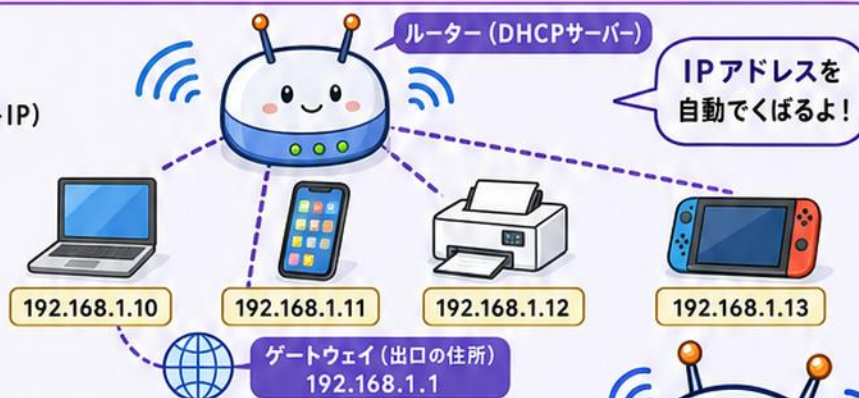 ルーター（DHCPサーバー）
IPアドレスを
自動でくばるよ！
IP)
192.168.1.10
192.168.1.11
192.168.1.12
192.168.1.13
ゲートウェイ（出口の住所）
192.168.1.1